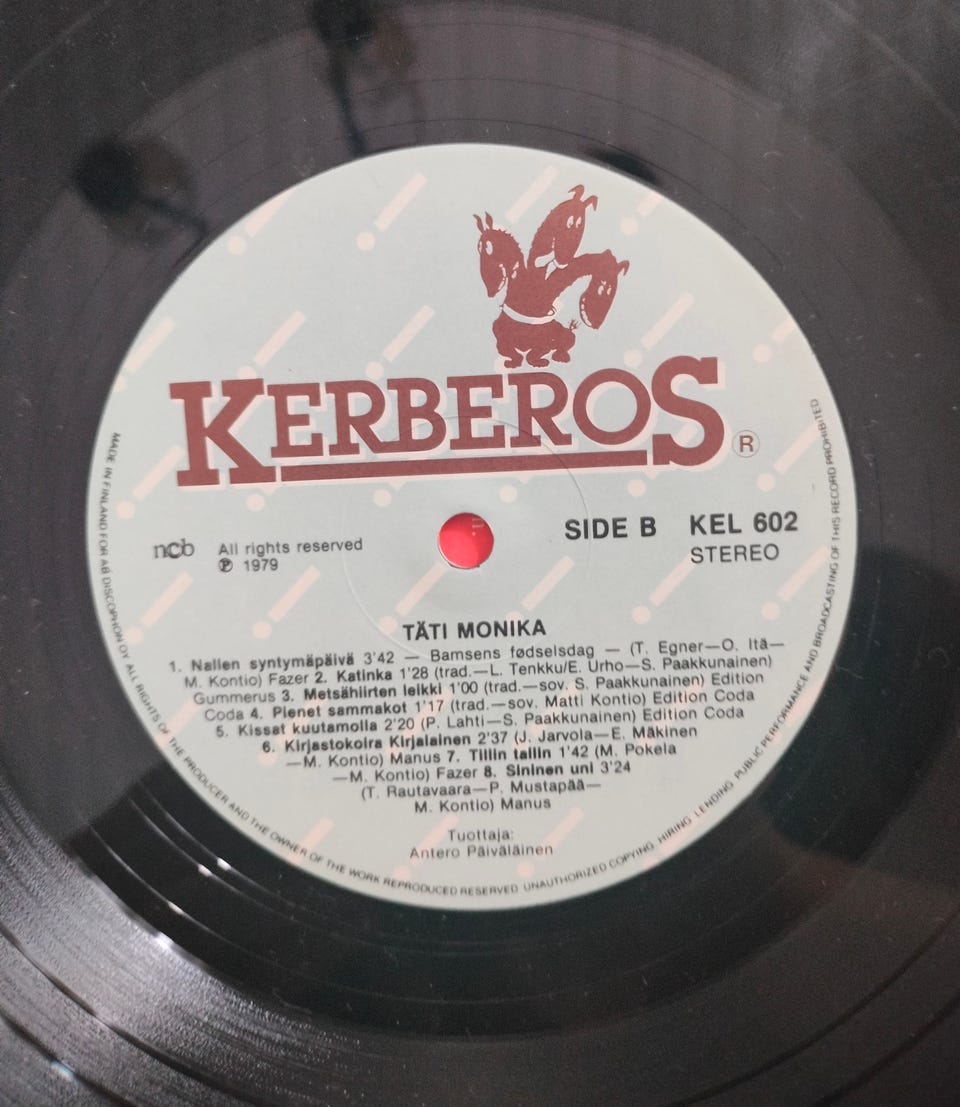 KERBEROS
®
SIDE B KEL 602
STEREO
ncb All rights reserved
℗ 1979
TÄTI MONIKA
1. Nallen syntymäpäivä 3'42 — Bamsens fødselsdag — (T. Egner—O. Itä—
M. Kontio) Fazer 2. Katinka 1'28 (trad.—L. Tenkku/E. Urho—S. Paakkunainen)
Gummerus 3. Metsähiirten leikki 1'00 (trad.—sov. S. Paakkunainen) Edition
Coda 4. Pienet sammakot 1'17 (trad.—sov. Matti Kontio) Edition Coda
5. Kissat kuutamolla 2'20 (P. Lahti—S. Paakkunainen) Edition Coda
6. Kirjastokoira Kirjalainen 2'37 (J. Jarvola—E. Mäkinen
—M. Kontio) Manus 7. Tiilin tallin 1'42 (M. Pokela
—M. Kontio) Fazer 8. Sininen uni 3'24
(T. Rautavaara—P. Mustapää—
M. Kontio) Manus
Tuottaja:
Antero Päiväläinen
MADE IN FINLAND FOR AB DISCOPHON OY ALL RIGHTS OF THE PRODUCER AND THE OWNER OF THE WORK REPRODUCED RESERVED UNAUTHORIZED COPYING, HIRING LENDING, PUBLIC PERFORMANCE AND BROADCASTING OF THIS RECORD PROHIBITED